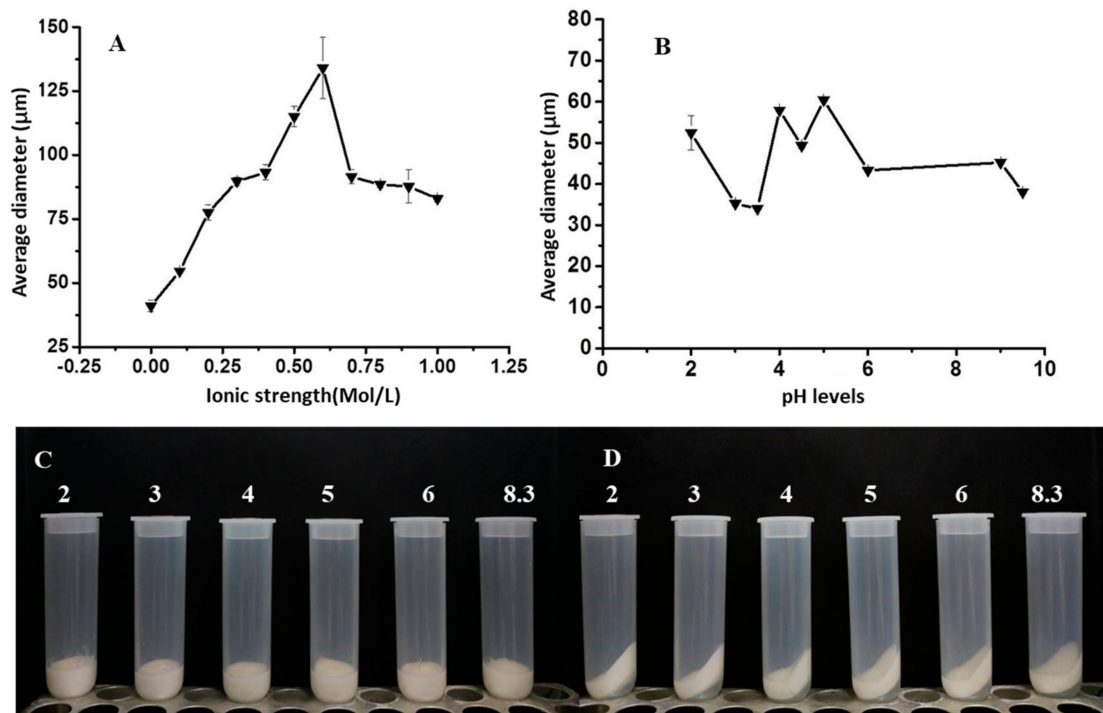 A
Average diameter (µm)
150
125
100
75
50
25
-0.25 0.00 0.25 0.50 0.75 1.00 1.25
Ionic strength(Mol/L)
B
Average diameter (µm)
80
70
60
50
40
30
20
10
0
0 2 4 6 8 10
pH levels
C
2 3 4 5 6 8.3
D
2 3 4 5 6 8.3